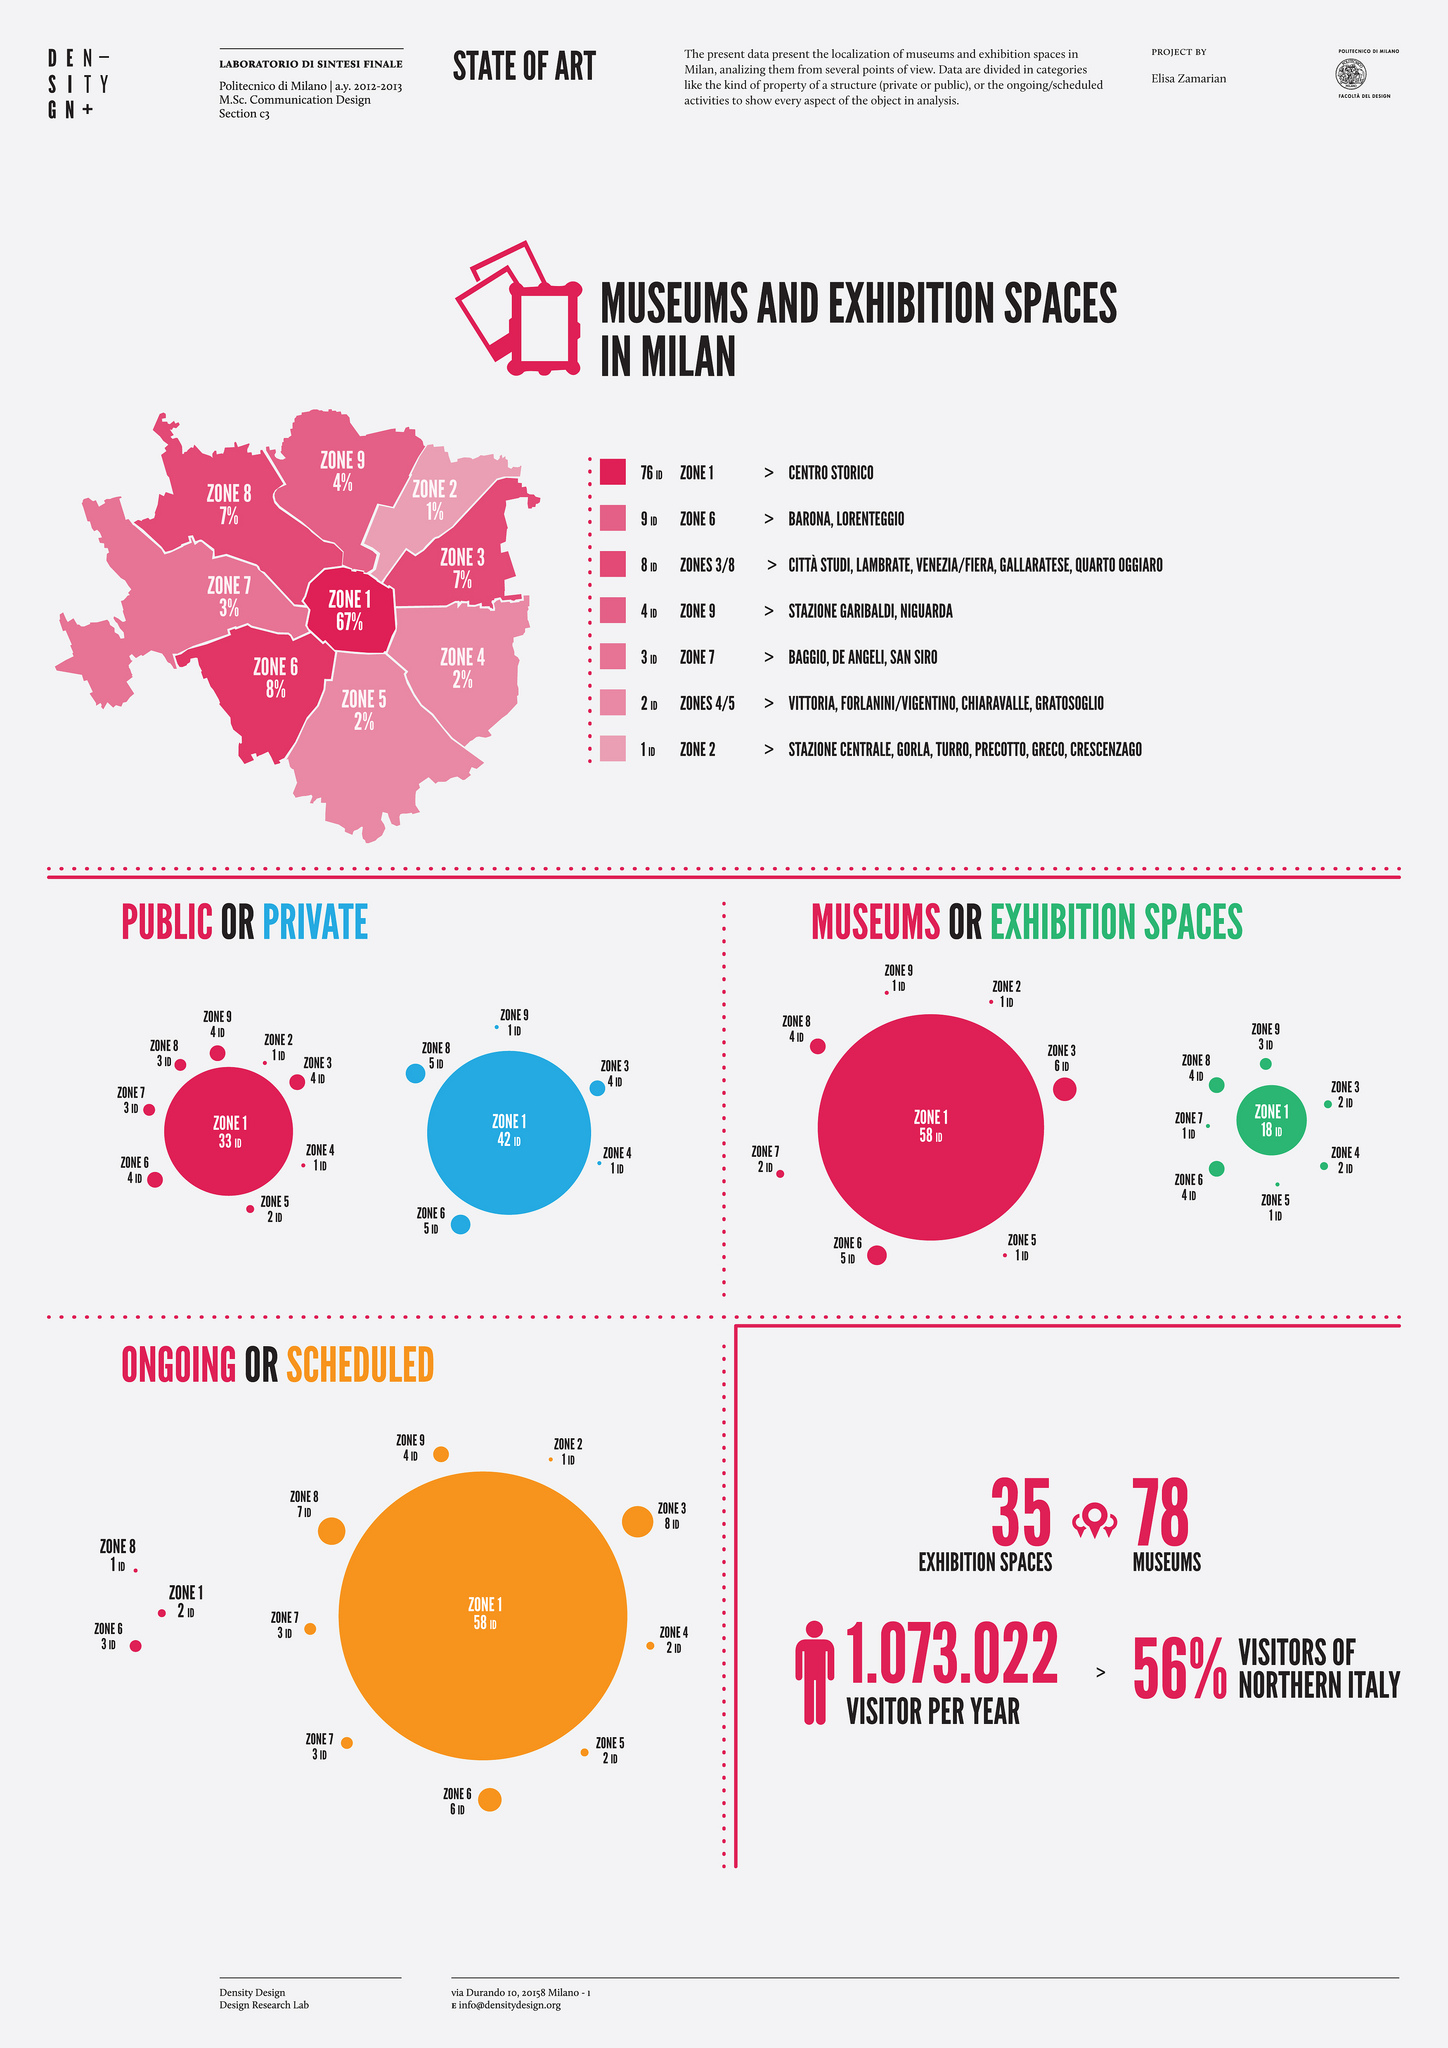 DEN–
SITY
GN+
LABORATORIO DI SINTESI FINALE
Politecnico di Milano | a.y. 2012-2013
M.Sc. Communication Design
Section c3
STATE OF ART
The present data present the localization of museums and exhibition spaces in
Milan, analizing them from several points of view. Data are divided in categories
like the kind of property of a structure (private or public), or the ongoing/scheduled
activities to show every aspect of the object in analysis.
PROJECT BY
Elisa Zamarian
POLITECNICO DI MILANO
FACOLTÀ DEL DESIGN
MUSEUMS AND EXHIBITION SPACES
IN MILAN
ZONE 9
4%
ZONE 8
7%
ZONE 2
1%
ZONE 3
7%
ZONE 7
3%
ZONE 1
67%
ZONE 6
8%
ZONE 4
2%
ZONE 5
2%
76 ID ZONE 1 > CENTRO STORICO
9 ID ZONE 6 > BARONA, LORENTEGGIO
8 ID ZONES 3/8 > CITTÀ STUDI, LAMBRATE, VENEZIA/FIERA, GALLARATESE, QUARTO OGGIARO
4 ID ZONE 9 > STAZIONE GARIBALDI, NIGUARDA
3 ID ZONE 7 > BAGGIO, DE ANGELI, SAN SIRO
2 ID ZONES 4/5 > VITTORIA, FORLANINI/VIGENTINO, CHIARAVALLE, GRATOSOGLIO
1 ID ZONE 2 > STAZIONE CENTRALE, GORLA, TURRO, PRECOTTO, GRECO, CRESCENZAGO
PUBLIC OR PRIVATE
ZONE 9
4 ID
ZONE 2
1 ID
ZONE 8
3 ID
ZONE 3
4 ID
ZONE 7
3 ID
ZONE 1
33 ID
ZONE 4
1 ID
ZONE 6
4 ID
ZONE 5
2 ID
ZONE 9
1 ID
ZONE 8
5 ID
ZONE 3
4 ID
ZONE 1
42 ID
ZONE 4
1 ID
ZONE 6
5 ID
MUSEUMS OR EXHIBITION SPACES
ZONE 9
1 ID
ZONE 2
1 ID
ZONE 8
4 ID
ZONE 3
6 ID
ZONE 1
58 ID
ZONE 7
2 ID
ZONE 6
5 ID
ZONE 5
1 ID
ZONE 9
3 ID
ZONE 8
4 ID
ZONE 3
2 ID
ZONE 7
1 ID
ZONE 1
18 ID
ZONE 4
2 ID
ZONE 6
4 ID
ZONE 5
1 ID
ONGOING OR SCHEDULED
ZONE 8
1 ID
ZONE 1
2 ID
ZONE 6
3 ID
ZONE 9
4 ID
ZONE 2
1 ID
ZONE 8
7 ID
ZONE 3
8 ID
ZONE 7
3 ID
ZONE 1
58 ID
ZONE 4
2 ID
ZONE 7
3 ID
ZONE 5
2 ID
ZONE 6
6 ID
35
EXHIBITION SPACES
78
MUSEUMS
1.073.022
VISITOR PER YEAR
>
56%
VISITORS OF
NORTHERN ITALY
Density Design
Design Research Lab
via Durando 10, 20158 Milano - I
E info@densitydesign.org